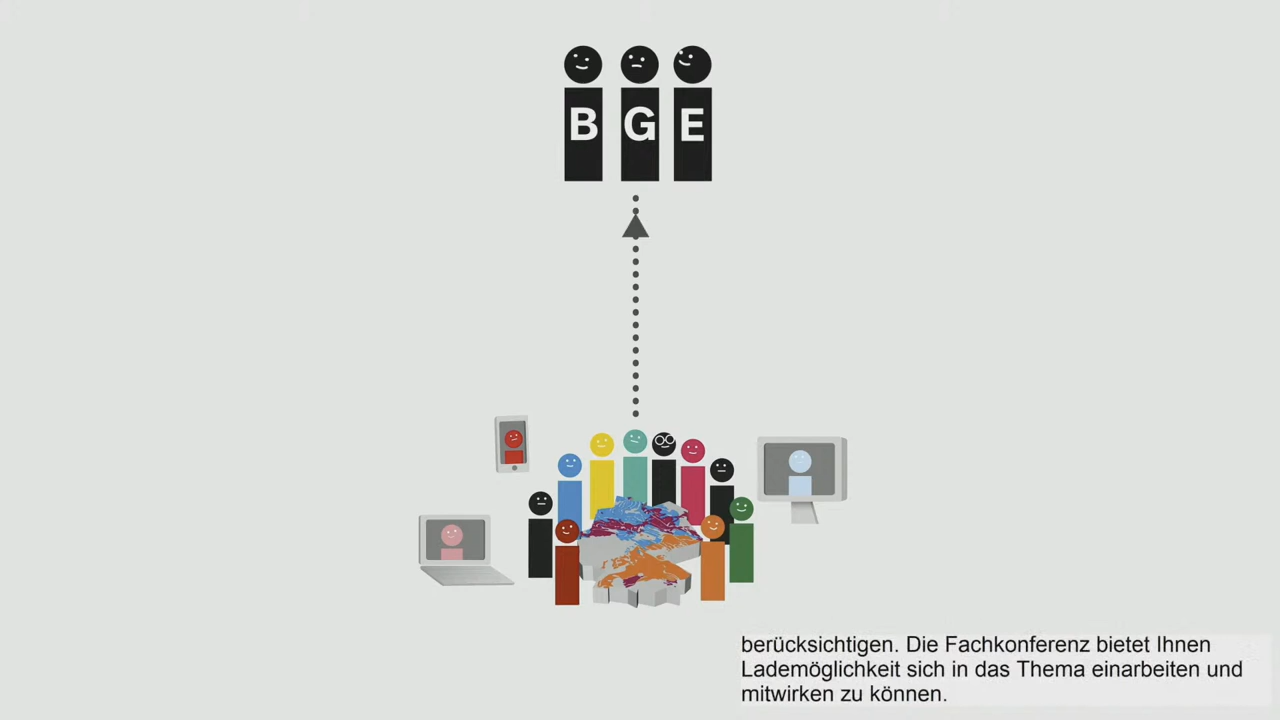 B G E
berücksichtigen. Die Fachkonferenz bietet Ihnen
Lademöglichkeit sich in das Thema einarbeiten und
mitwirken zu können.